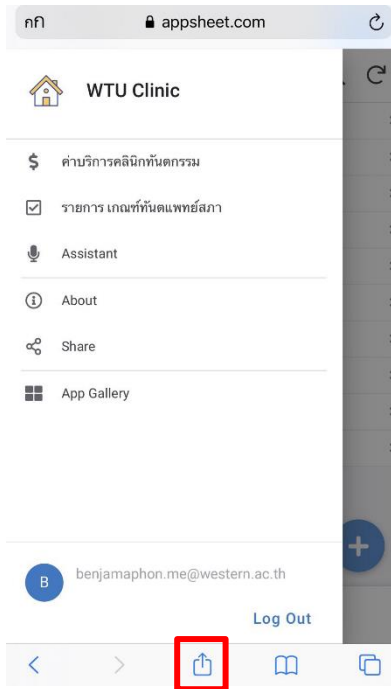 กก appsheet.com
WTU Clinic
$ ค่าบริการคลินิกทันตกรรม
รายการ เกณฑ์ทันตแพทย์สภา
Assistant
About
Share
App Gallery
B benjamaphon.me@western.ac.th
Log Out